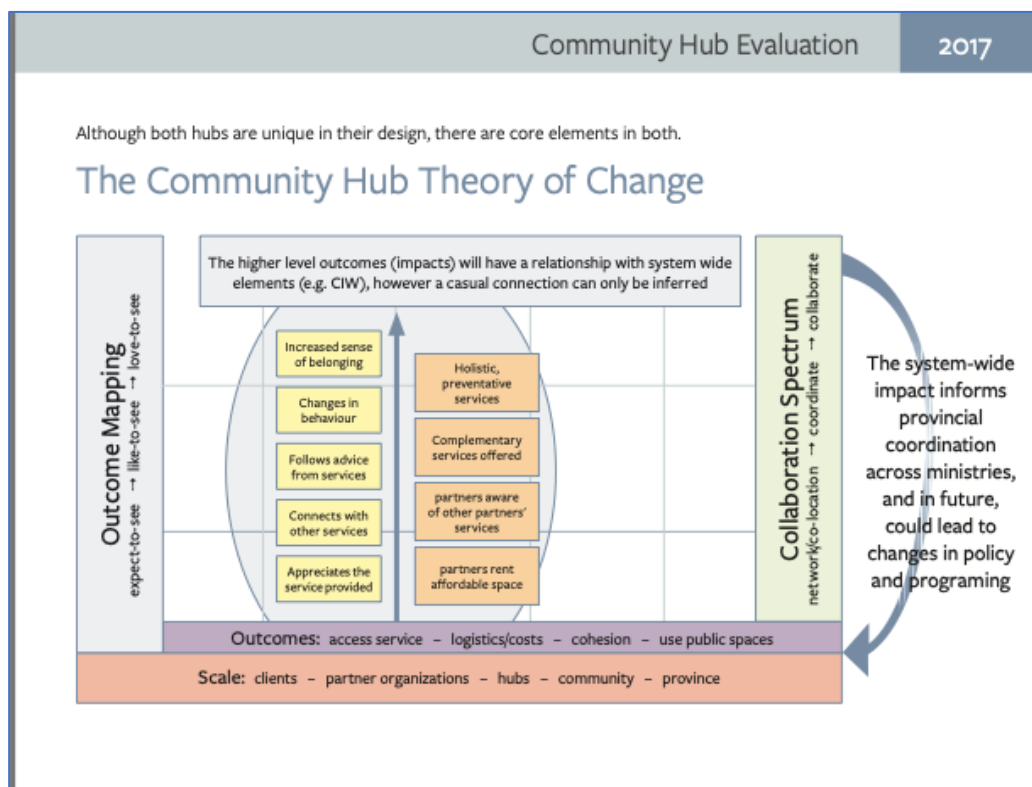 Community Hub Evaluation
2017
Although both hubs are unique in their design, there are core elements in both.
The Community Hub Theory of Change
Outcome Mapping
expect-to-see → like-to-see → love-to-see
The higher level outcomes (impacts) will have a relationship with system wide
elements (e.g. CIW), however a casual connection can only be inferred
Increased sense
of belonging
Changes in
behaviour
Follows advice
from services
Connects with
other services
Appreciates the
service provided
Holistic,
preventative
services
Complementary
services offered
partners aware
of other partners’
services
partners rent
affordable space
Collaboration Spectrum
network/co-location → coordinate → collaborate
The system-wide
impact informs
provincial
coordination
across ministries,
and in future,
could lead to
changes in policy
and programing
Outcomes: access service – logistics/costs – cohesion – use public spaces
Scale: clients – partner organizations – hubs – community – province